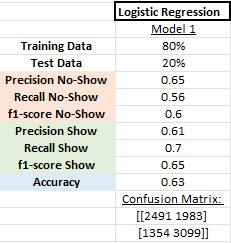 Logistic Regression
Model 1
Training Data 80%
Test Data 20%
Precision No-Show 0.65
Recall No-Show 0.56
f1-score No-Show 0.6
Precision Show 0.61
Recall Show 0.7
f1-score Show 0.65
Accuracy 0.63
Confusion Matrix:
[[2491 1983]
[1354 3099]]